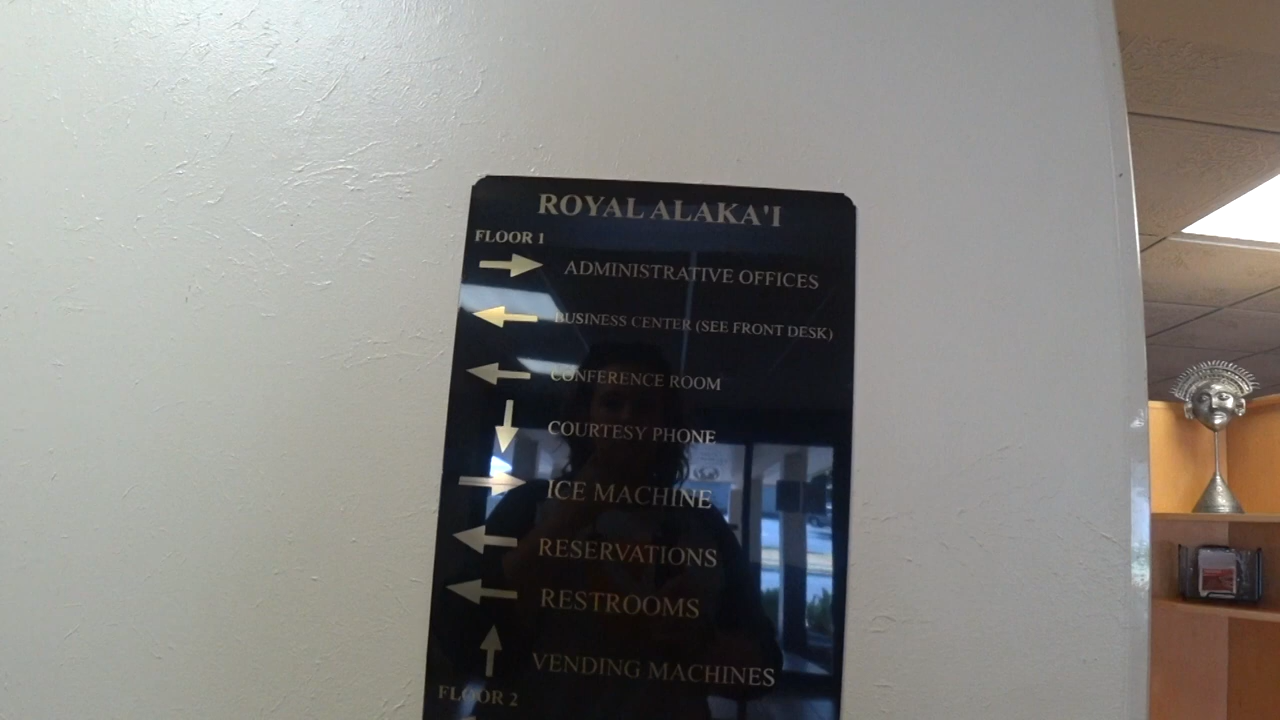 ROYAL ALAKA'I
FLOOR 1
ADMINISTRATIVE OFFICES
BUSINESS CENTER (SEE FRONT DESK)
CONFERENCE ROOM
COURTESY PHONE
ICE MACHINE
RESERVATIONS
RESTROOMS
VENDING MACHINES
FLOOR 2